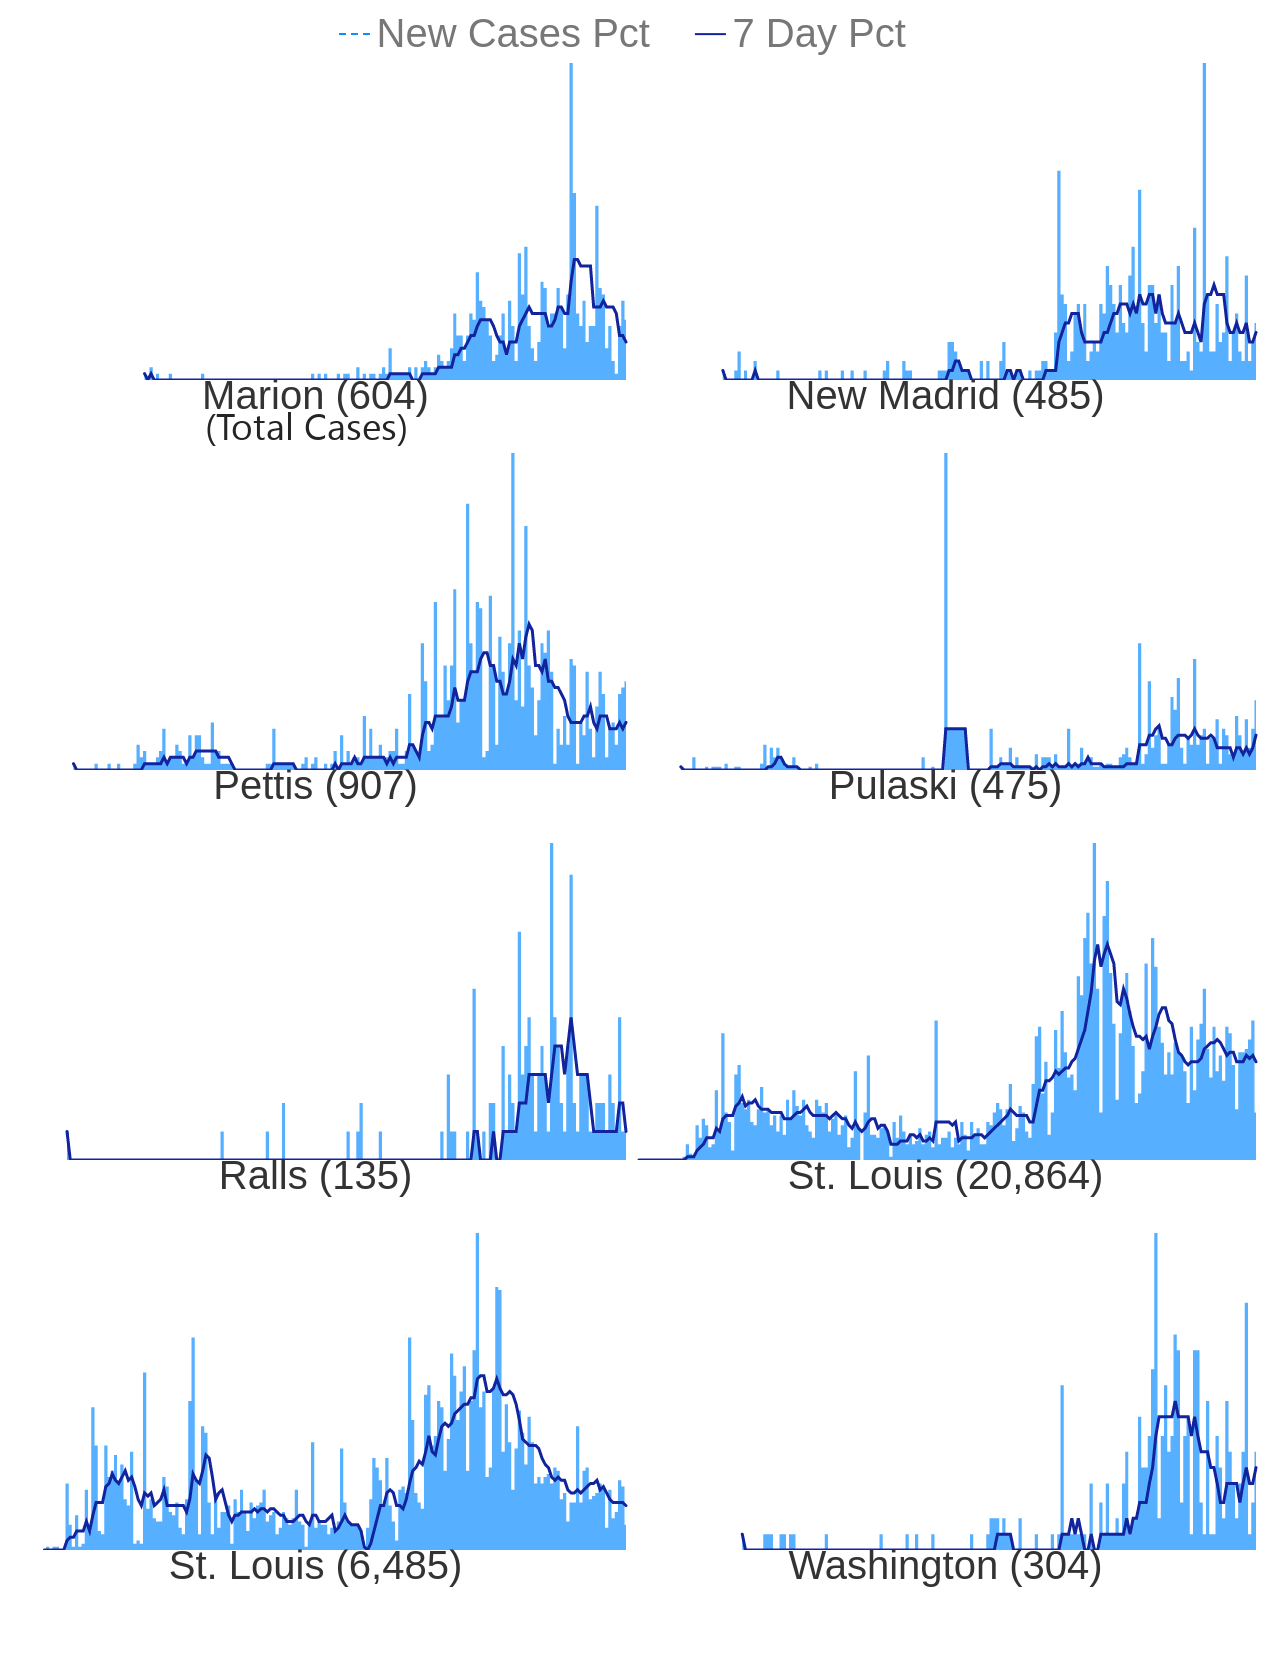 New Cases Pct 7 Day Pct
Marion (604) New Madrid (485)
(Total Cases)
Pettis (907) Pulaski (475)
Ralls (135) St. Louis (20,864)
St. Louis (6,485) Washington (304)